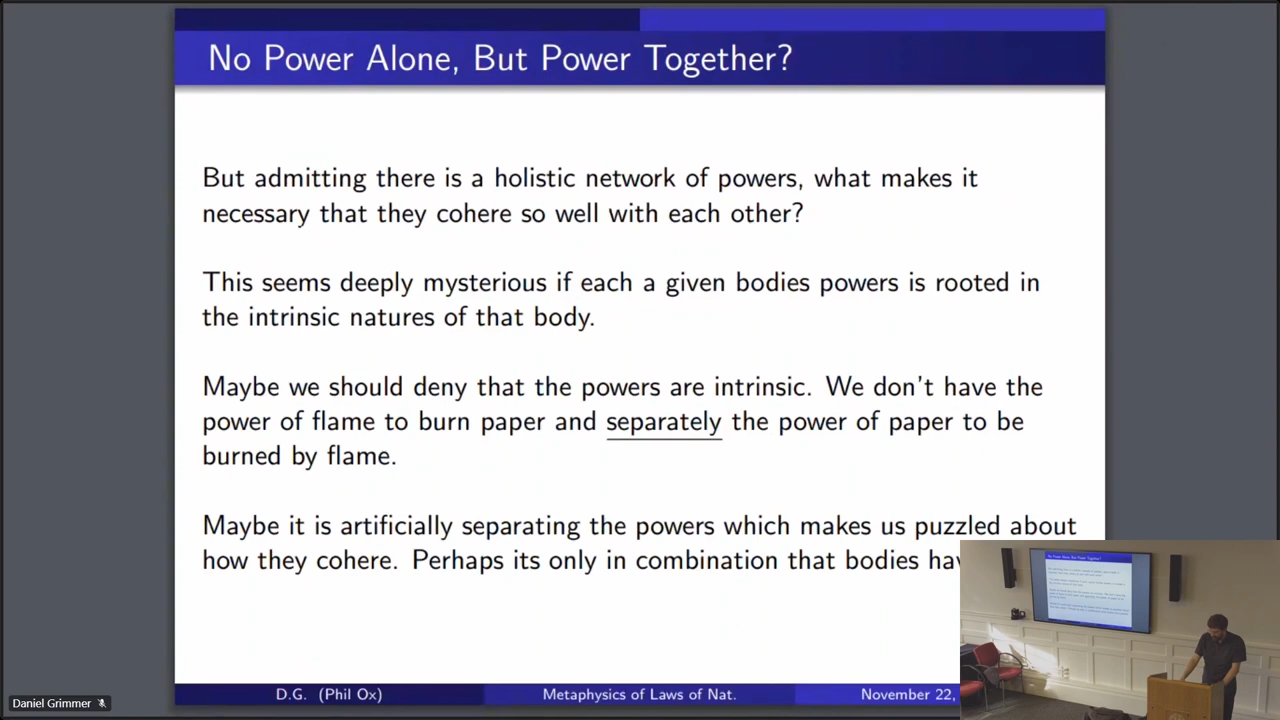 No Power Alone, But Power Together?
But admitting there is a holistic network of powers, what makes it
necessary that they cohere so well with each other?
This seems deeply mysterious if each a given bodies powers is rooted in
the intrinsic natures of that body.
Maybe we should deny that the powers are intrinsic. We don't have the
power of flame to burn paper and separately the power of paper to be
burned by flame.
Maybe it is artificially separating the powers which makes us puzzled about
how they cohere. Perhaps its only in combination that bodies hav
D.G. (Phil Ox)
Metaphysics of Laws of Nat.
November 22,
Daniel Grimmer